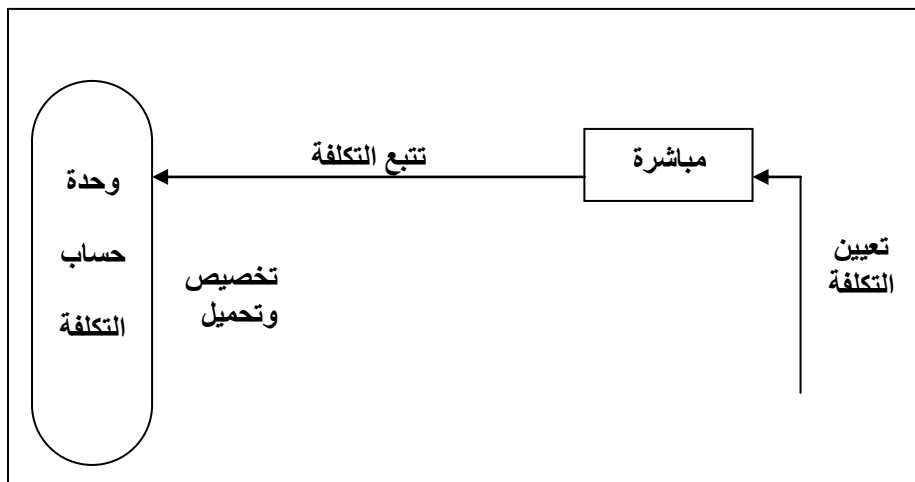 مباشرة
تتبع التكلفة
وحدة
حساب
التكلفة
تعيين
التكلفة
تخصيص
وتحميل